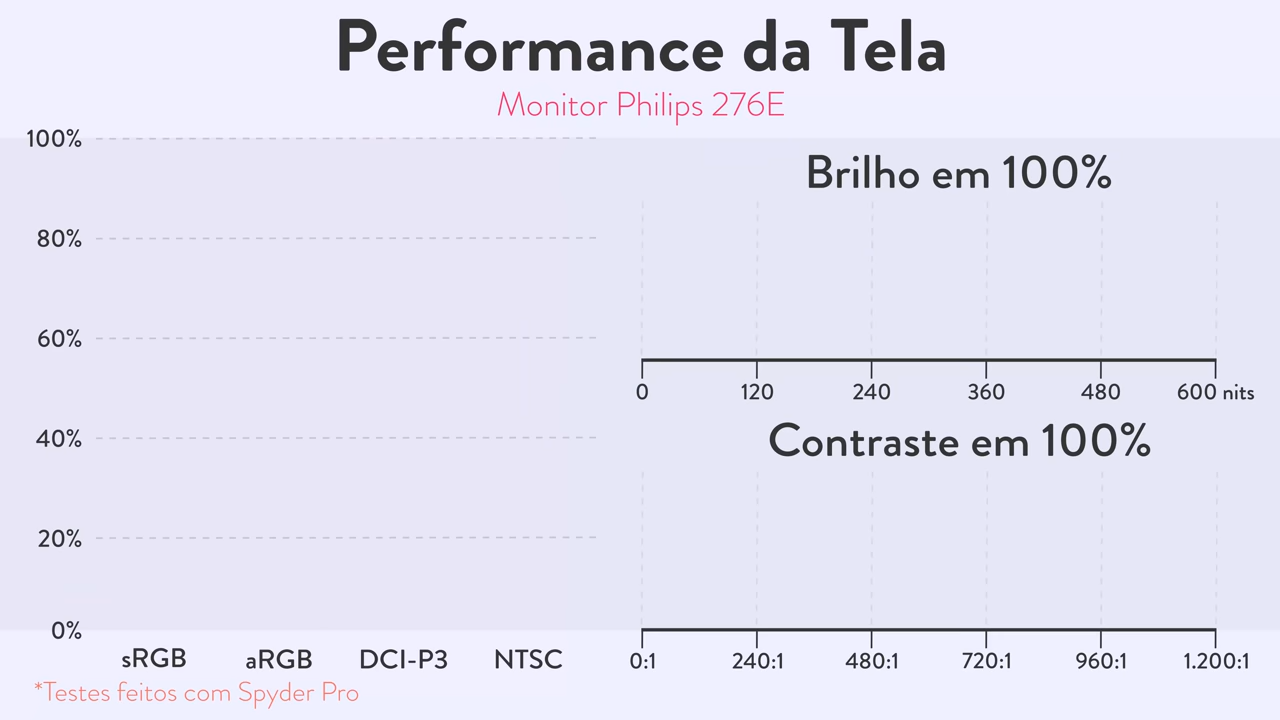 Performance da Tela
Monitor Philips 276E
100%
80%
60%
40%
20%
0%
sRGB aRGB DCI-P3 NTSC
*Testes feitos com Spyder Pro
Brilho em 100%
0 120 240 360 480 600 nits
Contraste em 100%
0:1 240:1 480:1 720:1 960:1 1.200:1